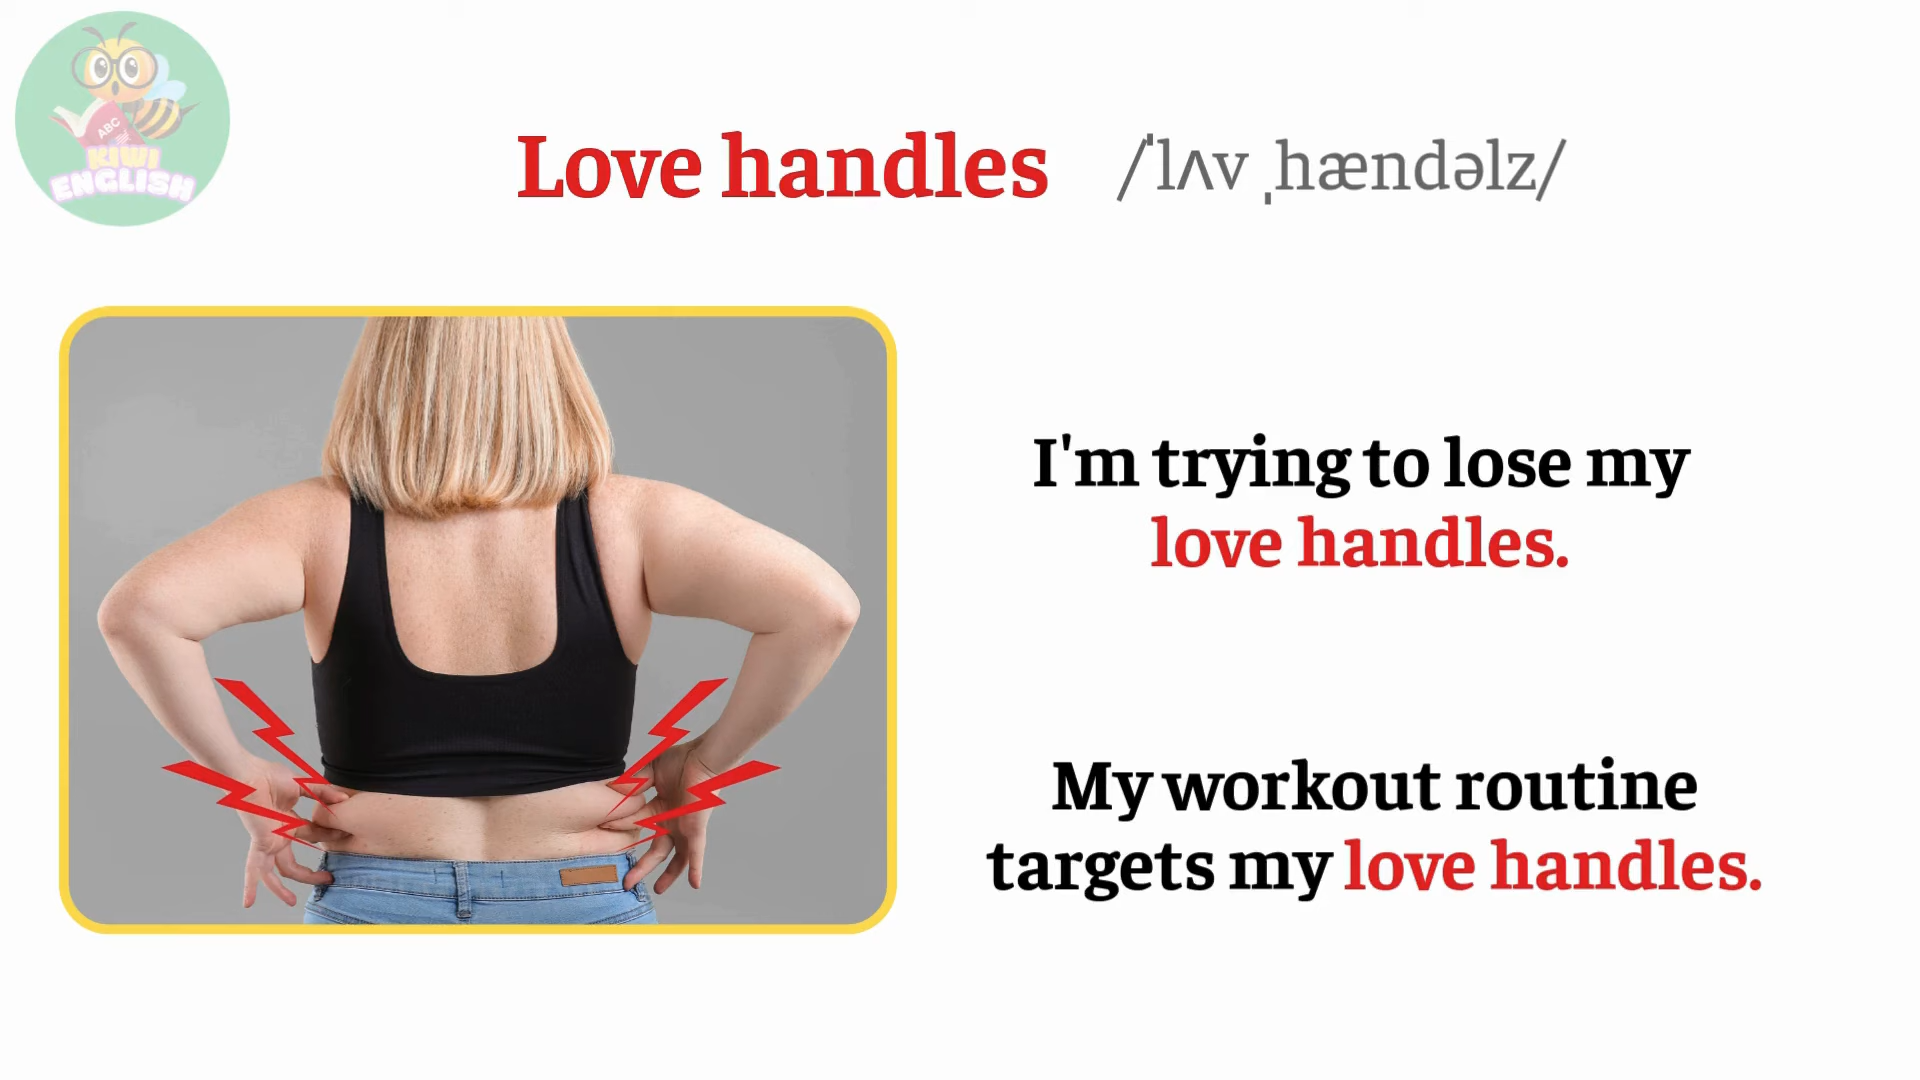 ABC
KIWI
ENGLISH
Love handles /ˈlʌv ˌhændəlz/
I'm trying to lose my
love handles.
My workout routine
targets my love handles.